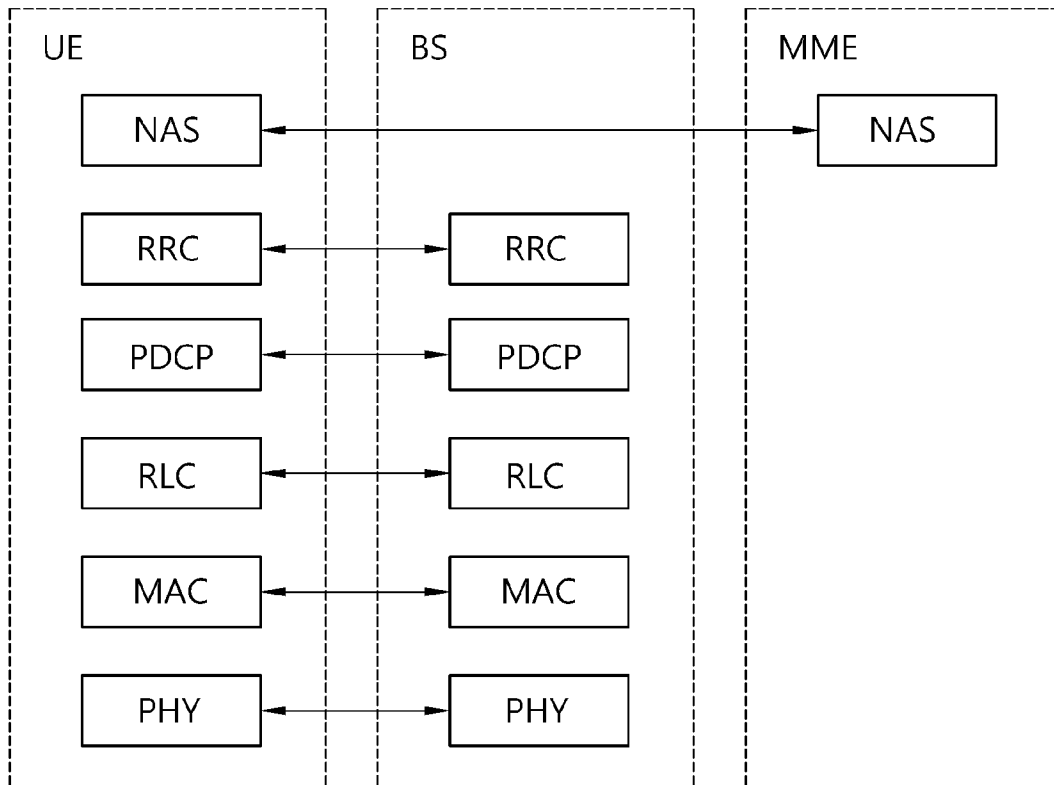 UE BS MME
NAS NAS
RRC RRC
PDCP PDCP
RLC RLC
MAC MAC
PHY PHY